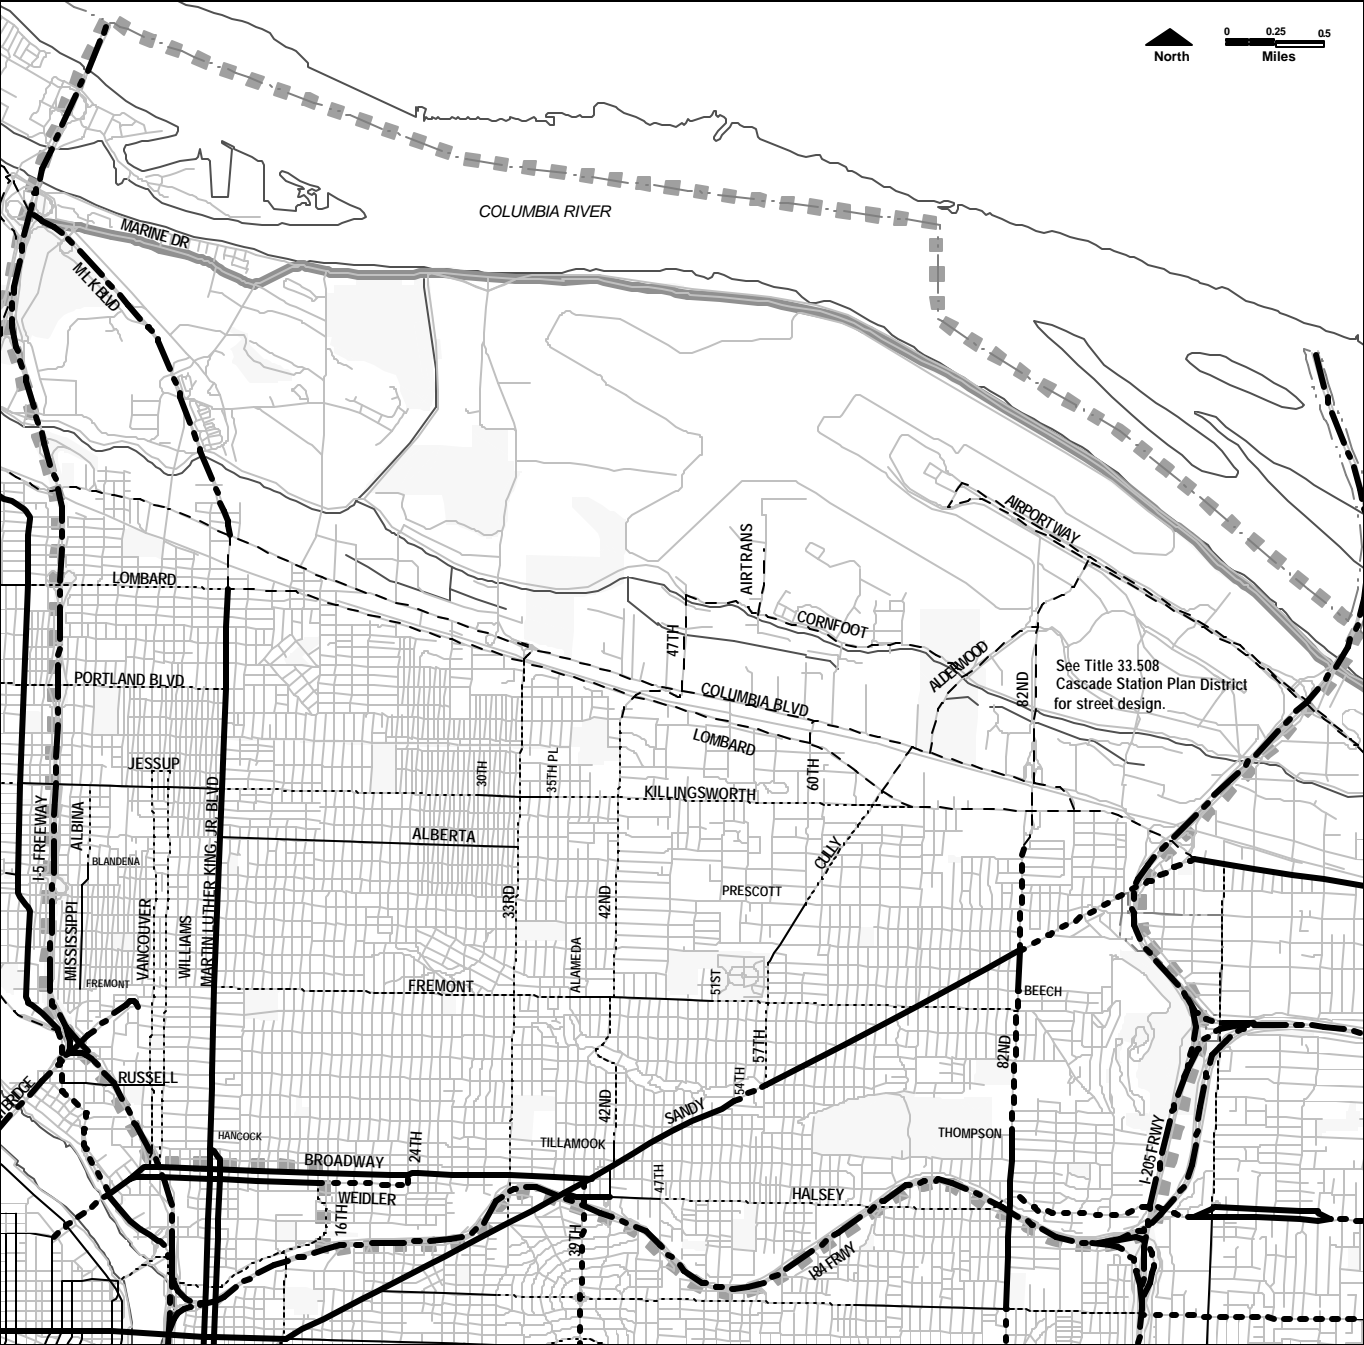 0 0.25 0.5
North
Miles
COLUMBIA RIVER
MARINE DR
M L K BLVD
AIRPORT WAY
AIRTRANS
LOMBARD
CORNFOOT
47TH
ALDERWOOD
82ND
See Title 33.508
Cascade Station Plan District
for street design.
PORTLAND BLVD
COLUMBIA BLVD
LOMBARD
JESSUP
30TH
35TH PL
60TH
KILLINGSWORTH
I-5 FREEWAY
ALBINA
MARTIN LUTHER KING, JR. BLVD
ALBERTA
CULLY
BLANDENA
PRESCOTT
33RD
42ND
MISSISSIPPI
VANCOUVER
WILLIAMS
ALAMEDA
51ST
FREMONT
FREMONT
BEECH
57TH
82ND
RUSSELL
54TH
BRIDGE
42ND
SANDY
HANCOCK
24TH
TILLAMOOK
THOMPSON
I-205 FRWY
BROADWAY
47TH
WEIDLER
HALSEY
16TH
39TH
I-84 FRWY